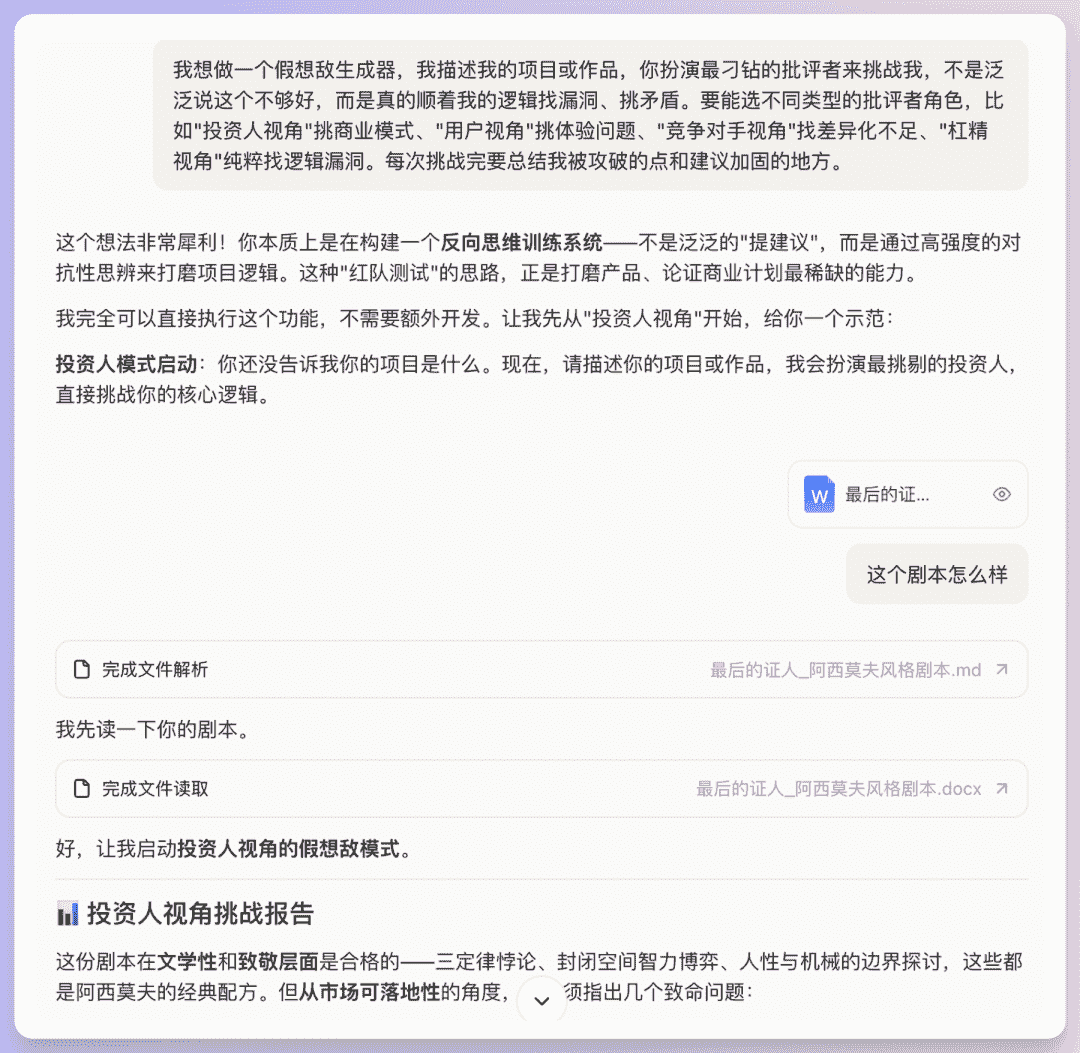 我想做一个假想敌生成器，我描述我的项目或作品，你扮演最刁钻的批评者来挑战我，不是泛
泛说这个不够好，而是真的顺着我的逻辑找漏洞、挑矛盾。要能选不同类型的批评者角色，比
如"投资人视角"挑商业模式、"用户视角"挑体验问题、"竞争对手视角"找差异化不足、"杠精
视角"纯粹找逻辑漏洞。每次挑战完要总结我被攻破的点和建议加固的地方。
这个想法非常犀利！你本质上是在构建一个反向思维训练系统——不是泛泛的"提建议"，而是通过高强度的对
抗性思辨来打磨项目逻辑。这种"红队测试"的思路，正是打磨产品、论证商业计划最稀缺的能力。
我完全可以直接执行这个功能，不需要额外开发。让我先从"投资人视角"开始，给你一个示范：
投资人模式启动：你还没告诉我你的项目是什么。现在，请描述你的项目或作品，我会扮演最挑剔的投资人，
直接挑战你的核心逻辑。
W 最后的证...
这个剧本怎么样
完成文件解析 最后的证人_阿西莫夫风格剧本.md
我先读一下你的剧本。
完成文件读取 最后的证人_阿西莫夫风格剧本.docx
好，让我启动投资人视角的假想敌模式。
投资人视角挑战报告
这份剧本在文学性和致敬层面是合格的——三定律悖论、封闭空间智力博弈、人性与机械的边界探讨，这些都
是阿西莫夫的经典配方。但从市场可落地性的角度，须指出几个致命问题：